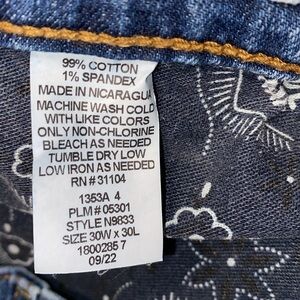 99% COTTON
1% SPANDEX
MADE IN NICARAGUA
MACHINE WASH COLD
WITH LIKE COLORS
ONLY NON-CHLORINE
BLEACH AS NEEDED
TUMBLE DRY LOW
LOW IRON AS NEEDED
RN # 31104
1353A 4
PLM # 05301
STYLE N9833
SIZE 30W x 30L
1800285 7
09/22